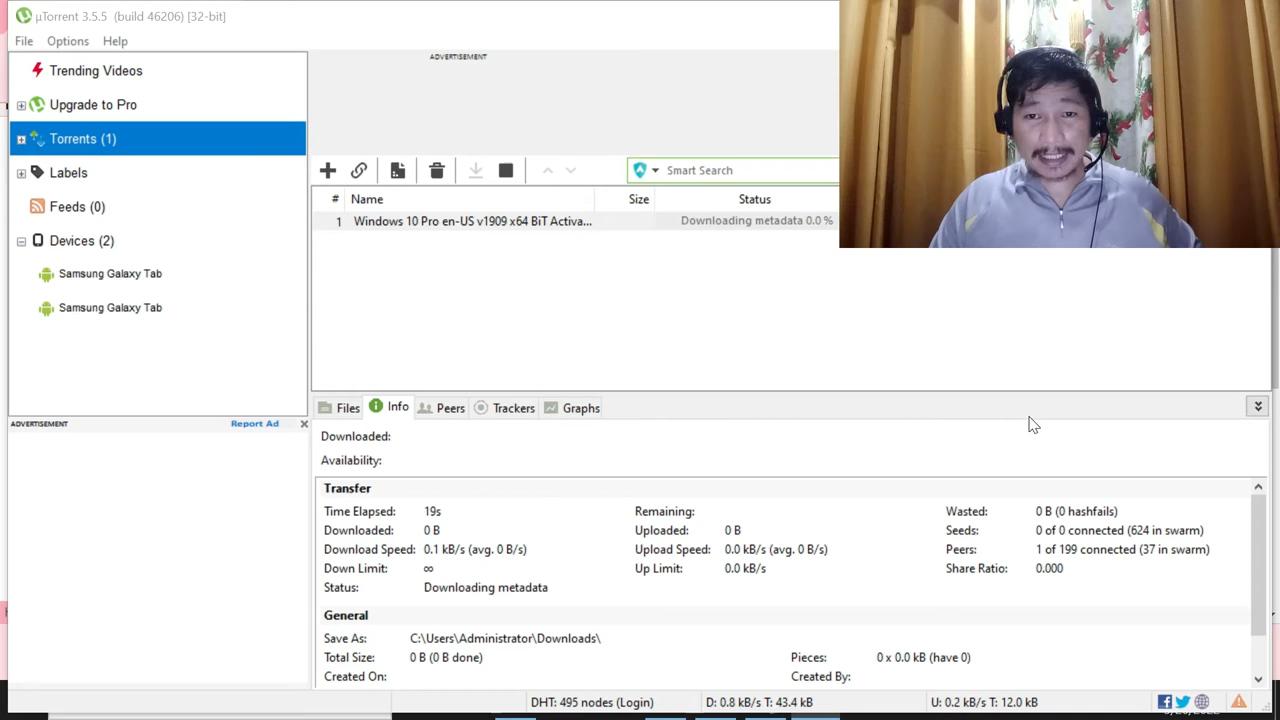 µTorrent 3.5.5 (build 46206) [32-bit]
File Options Help
ADVERTISEMENT
Trending Videos
Upgrade to Pro
Torrents (1)
Labels
Feeds (0)
Devices (2)
Samsung Galaxy Tab
Samsung Galaxy Tab
Smart Search
# Name Size Status
1 Windows 10 Pro en-US v1909 x64 BiT Activa... Downloading metadata 0.0 %
ADVERTISEMENT Report Ad
Files Info Peers Trackers Graphs
Downloaded:
Availability:
Transfer
Time Elapsed: 19s Remaining: Wasted: 0 B (0 hashfails)
Downloaded: 0 B Uploaded: 0 B Seeds: 0 of 0 connected (624 in swarm)
Download Speed: 0.1 kB/s (avg. 0 B/s) Upload Speed: 0.0 kB/s (avg. 0 B/s) Peers: 1 of 199 connected (37 in swarm)
Down Limit: ∞ Up Limit: 0.0 kB/s Share Ratio: 0.000
Status: Downloading metadata
General
Save As: C:\Users\Administrator\Downloads\
Total Size: 0 B (0 B done) Pieces: 0 x 0.0 kB (have 0)
Created On: Created By:
DHT: 495 nodes (Login) D: 0.8 kB/s T: 43.4 kB U: 0.2 kB/s T: 12.0 kB